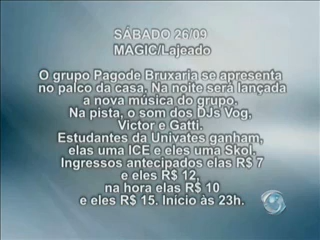 SÁBADO 26/09
MAGIC/Lajeado
O grupo Pagode Bruxaria se apresenta
no palco da casa. Na noite será lançada
a nova música do grupo.
Na pista, o som dos DJs Vog,
Victor e Gatti.
Estudantes da Univates ganham,
elas uma ICE e eles uma Skol.
Ingressos antecipados elas R$ 7
e eles R$ 12,
na hora elas R$ 10
e eles R$ 15. Início às 23h.